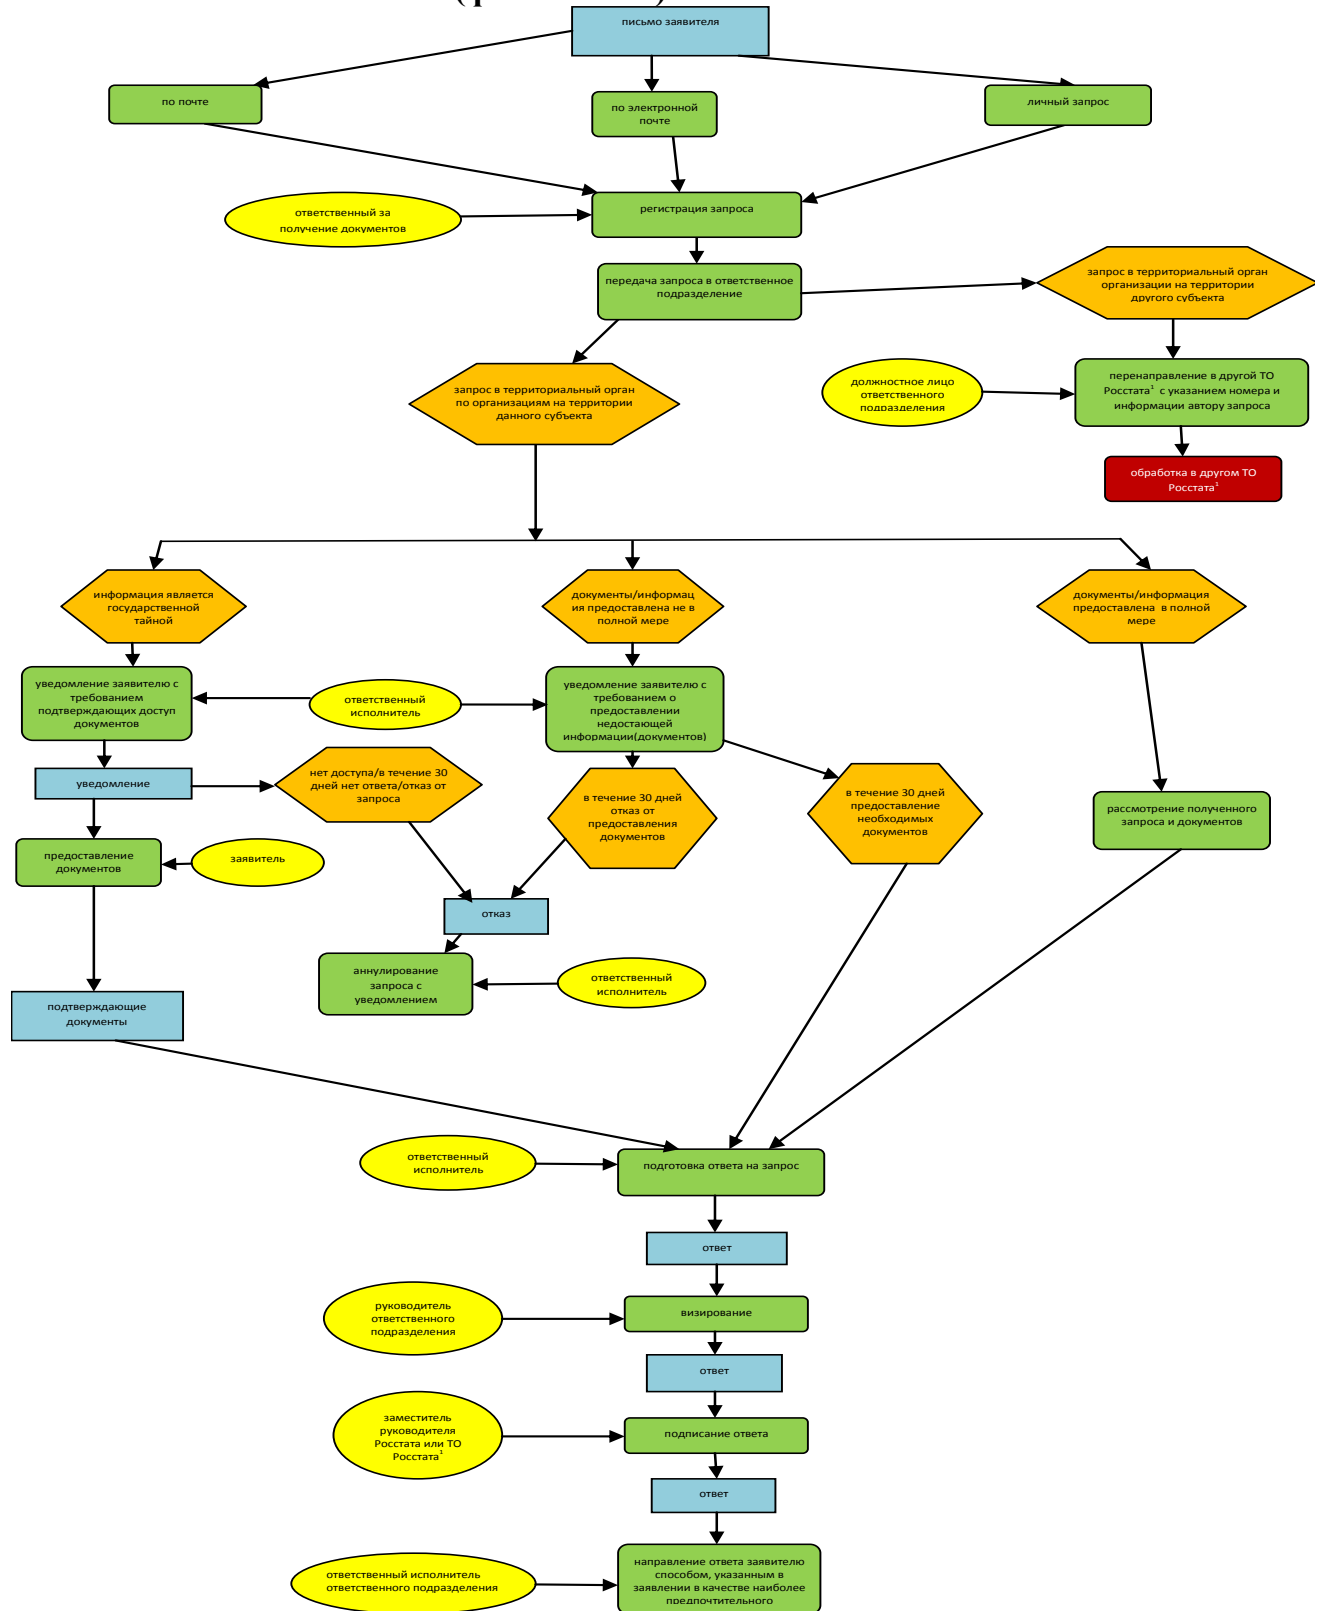 письмо заявителя
по почте
по электронной
почте
личный запрос
ответственный за
получение документов
регистрация запроса
передача запроса в ответственное
подразделение
запрос в территориальный орган
организации на территории
другого субъекта
запрос в территориальный орган
по организациям на территории
данного субъекта
должностное лицо
ответственного
подразделения
перенаправление в другой ТО
Росстата¹ с указанием номера и
информации автору запроса
обработка в другом ТО
Росстата¹
информация является
государственной
тайной
документы/информац
ия предоставлена не в
полной мере
документы/информация
предоставлена в полной
мере
уведомление заявителю с
требованием
подтверждающих доступ
документов
ответственный
исполнитель
уведомление заявителю с
требованием о
предоставлении
недостающей
информации(документов)
уведомление
нет доступа/в течение 30
дней нет ответа/отказ от
запроса
в течение 30 дней
отказ от
предоставления
документов
в течение 30 дней
предоставление
необходимых
документов
рассмотрение полученного
запроса и документов
предоставление
документов
заявитель
отказ
аннулирование
запроса с
уведомлением
ответственный
исполнитель
подтверждающие
документы
ответственный
исполнитель
подготовка ответа на запрос
ответ
руководитель
ответственного
подразделения
визирование
ответ
заместитель
руководителя
Росстата или ТО
Росстата¹
подписание ответа
ответ
ответственный исполнитель
ответственного подразделения
направление ответа заявителю
способом, указанным в
заявлении в качестве наиболее
предпочтительного